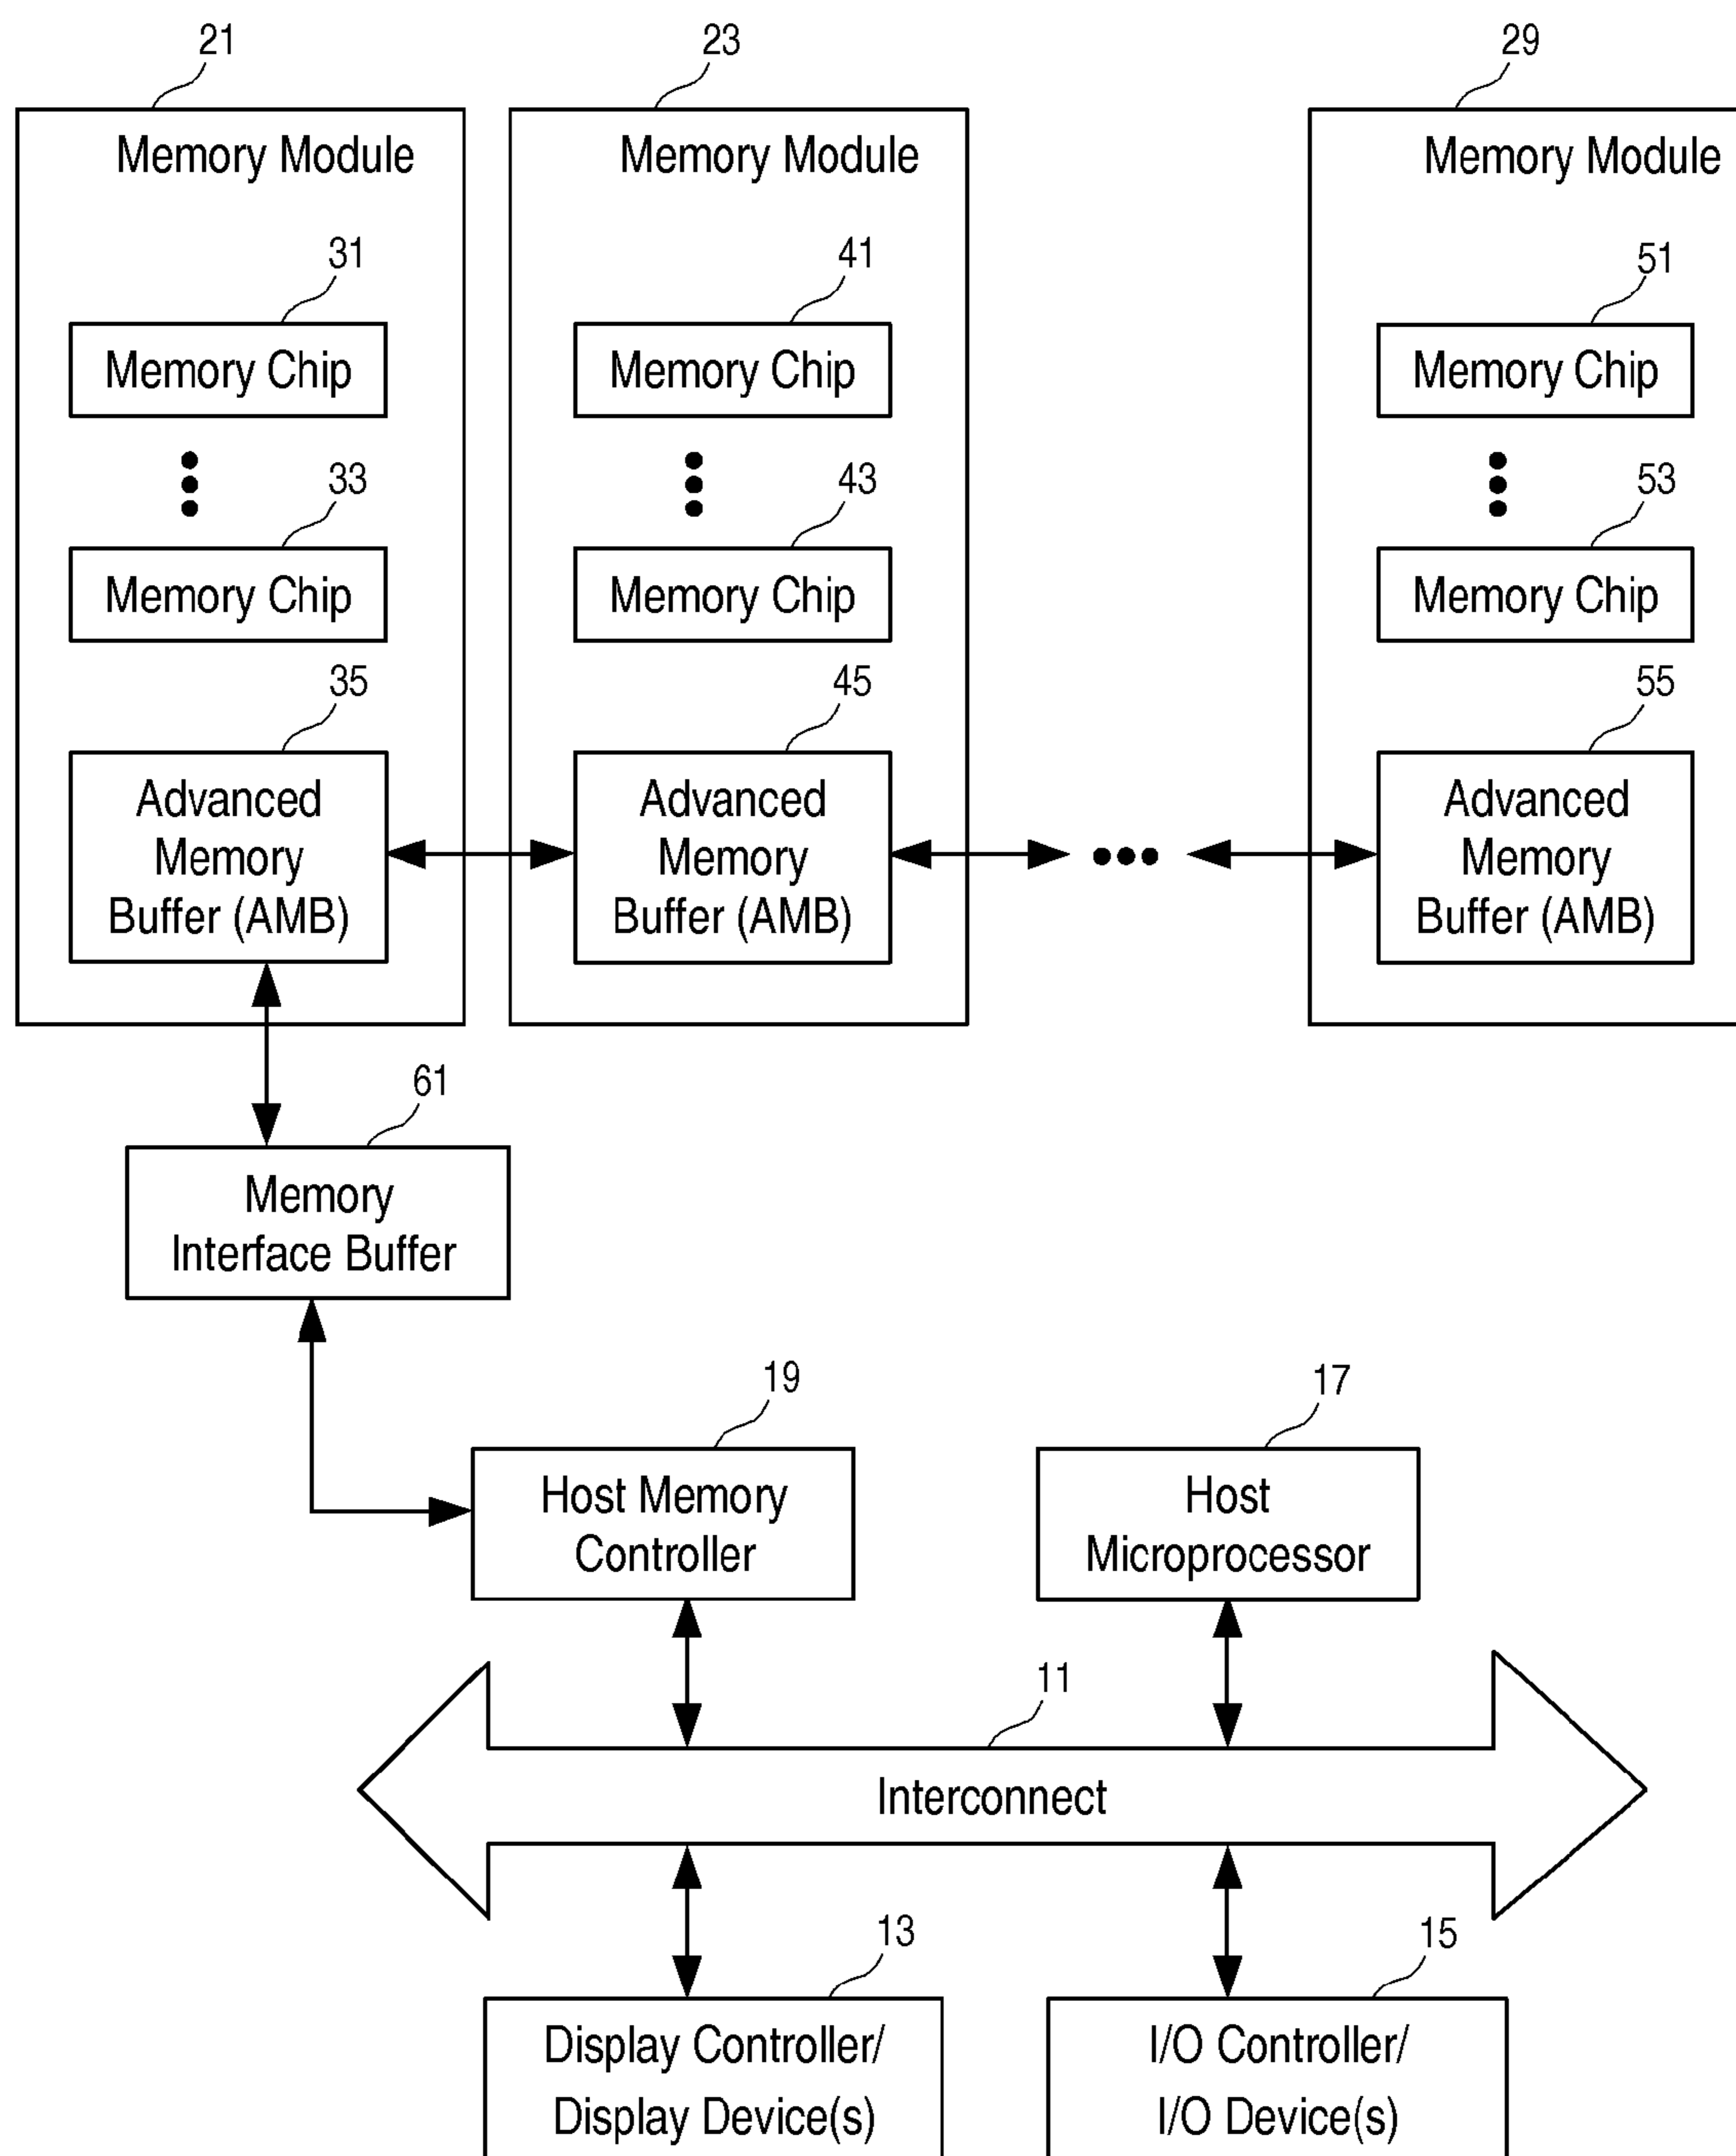 21
23
29
Memory Module
Memory Module
Memory Module
31
41
51
Memory Chip
Memory Chip
Memory Chip
33
43
53
Memory Chip
Memory Chip
Memory Chip
35
45
55
Advanced
Memory
Buffer (AMB)
Advanced
Memory
Buffer (AMB)
Advanced
Memory
Buffer (AMB)
61
Memory
Interface Buffer
19
17
Host Memory
Controller
Host
Microprocessor
11
Interconnect
13
15
Display Controller/
Display Device(s)
I/O Controller/
I/O Device(s)